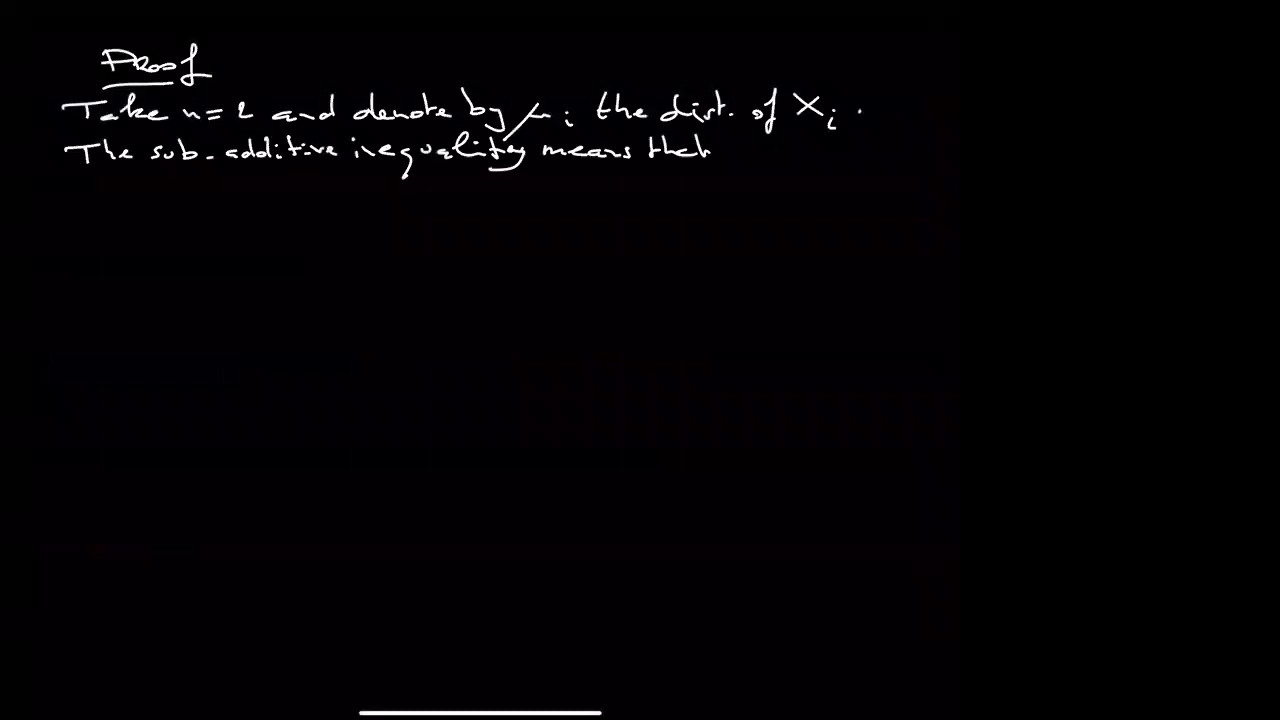 Proof
Take n=2 and denote by μi the dist. of Xi.
The sub-additive inequality means that